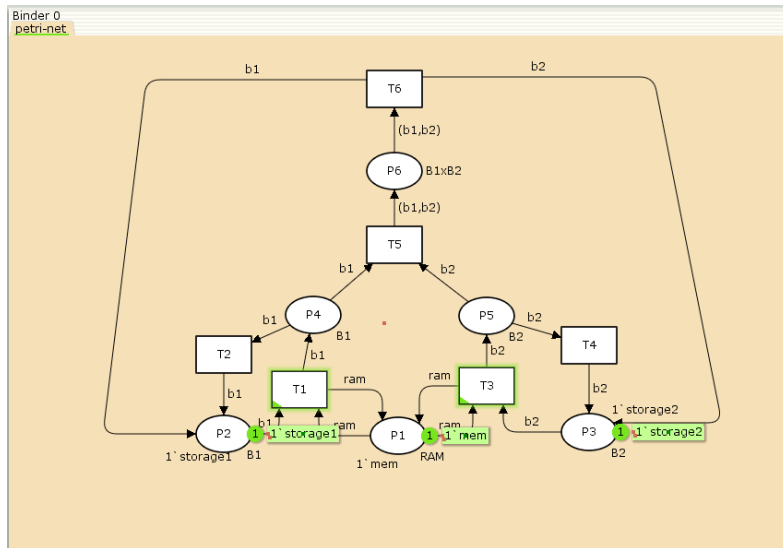 Binder 0
petri-net
b1
T6
b2
(b1,b2)
P6
B1xB2
(b1,b2)
T5
b1
b2
P4
B1
P5
B2
b1
b2
T2
T4
b1
b2
T1
ram
ram
T3
b1
b2
b1
ram
ram
b2
P2
1
1`storage1
P1
1
1`mem
P3
1`storage2
1
1`storage2
1`storage1
B1
1`mem
RAM
B2